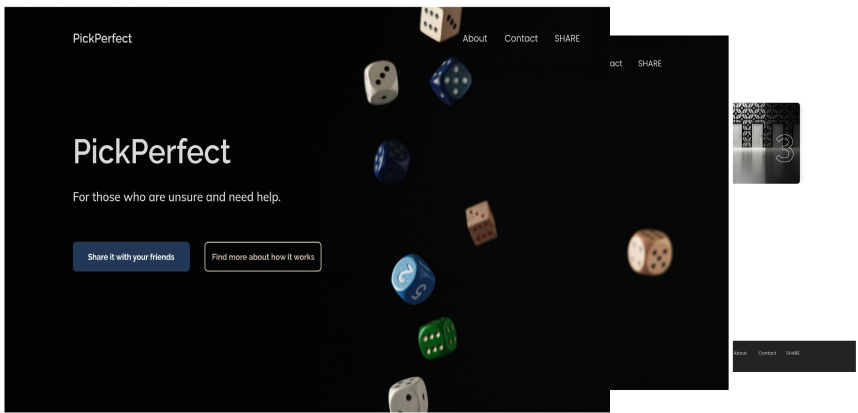 PickPerfect
About Contact SHARE
PickPerfect
For those who are unsure and need help.
Share it with your friends
Find more about how it works
act SHARE
3
About Contact SHARE